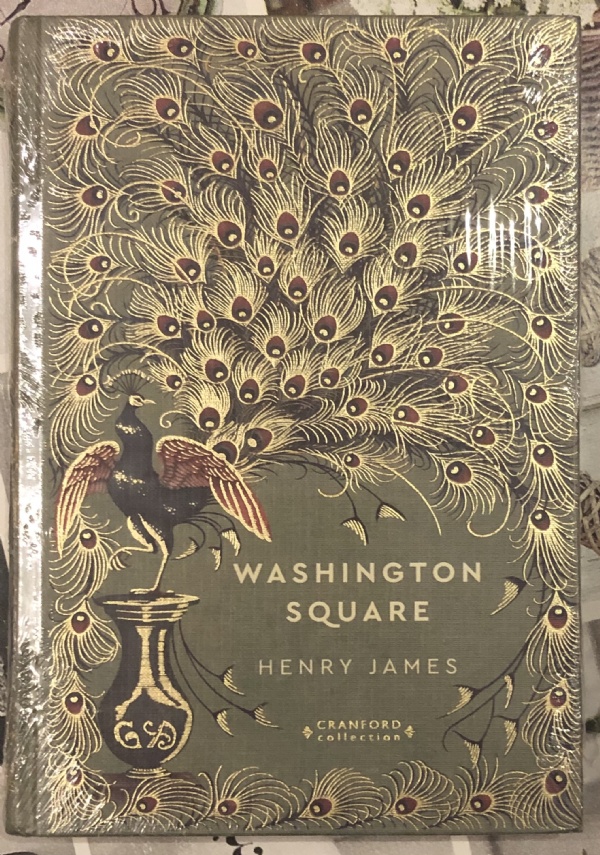 WASHINGTON
SQUARE
HENRY JAMES
CRANFORD
collection